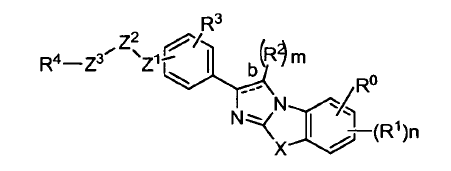 R³
Z² b (R²)m
R⁴ Z³ Z¹ R⁰
N
N (R¹)n
X